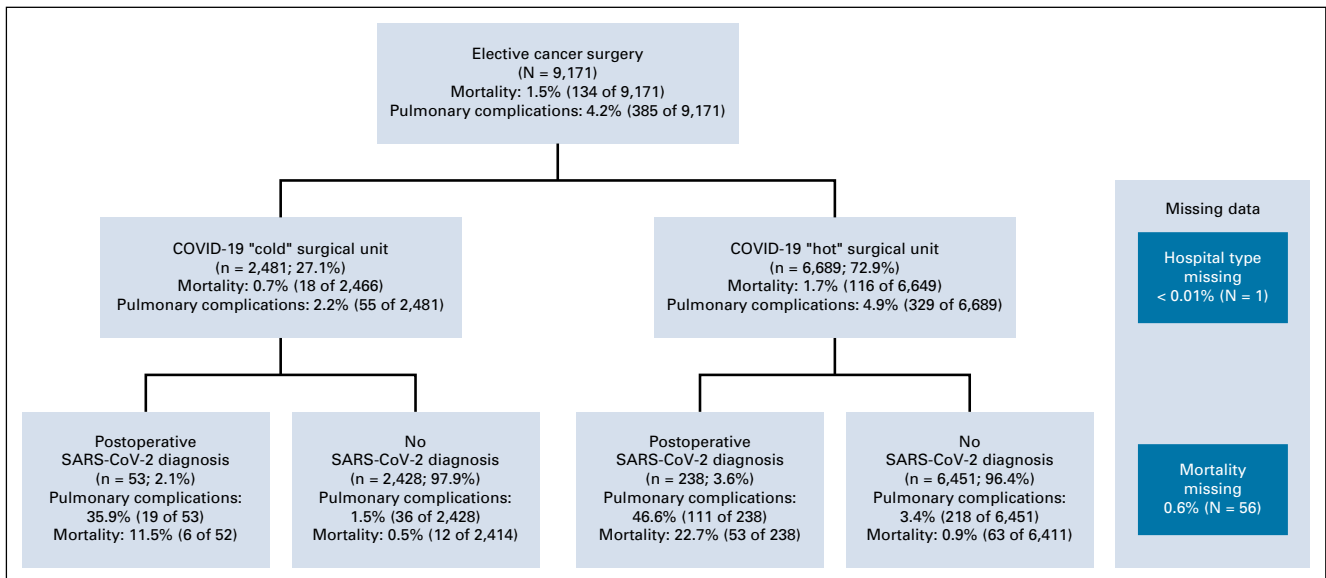 Elective cancer surgery
(N = 9,171)
Mortality: 1.5% (134 of 9,171)
Pulmonary complications: 4.2% (385 of 9,171)
COVID-19 "cold" surgical unit
(n = 2,481; 27.1%)
Mortality: 0.7% (18 of 2,466)
Pulmonary complications: 2.2% (55 of 2,481)
COVID-19 "hot" surgical unit
(n = 6,689; 72.9%)
Mortality: 1.7% (116 of 6,649)
Pulmonary complications: 4.9% (329 of 6,689)
Missing data
Hospital type
missing
< 0.01% (N = 1)
Postoperative
SARS-CoV-2 diagnosis
(n = 53; 2.1%)
Pulmonary complications:
35.9% (19 of 53)
Mortality: 11.5% (6 of 52)
No
SARS-CoV-2 diagnosis
(n = 2,428; 97.9%)
Pulmonary complications:
1.5% (36 of 2,428)
Mortality: 0.5% (12 of 2,414)
Postoperative
SARS-CoV-2 diagnosis
(n = 238; 3.6%)
Pulmonary complications:
46.6% (111 of 238)
Mortality: 22.7% (53 of 238)
No
SARS-CoV-2 diagnosis
(n = 6,451; 96.4%)
Pulmonary complications:
3.4% (218 of 6,451)
Mortality: 0.9% (63 of 6,411)
Mortality
missing
0.6% (N = 56)